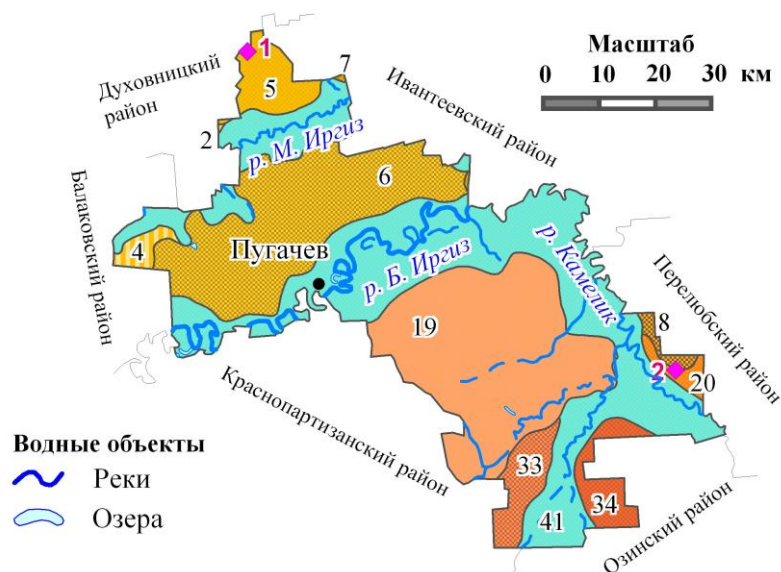 Масштаб
0 10 20 30 км
Духовницкий
район
1
5
7
2
р. М. Иргиз
Ивантеевский район
6
Балаковский район
4
Пугачев
р. Б. Иргиз
р. Камелик
Перелюбский район
19
8
2
20
Краснопартизанский район
33
34
41
Озинский район
Водные объекты
Реки
Озера